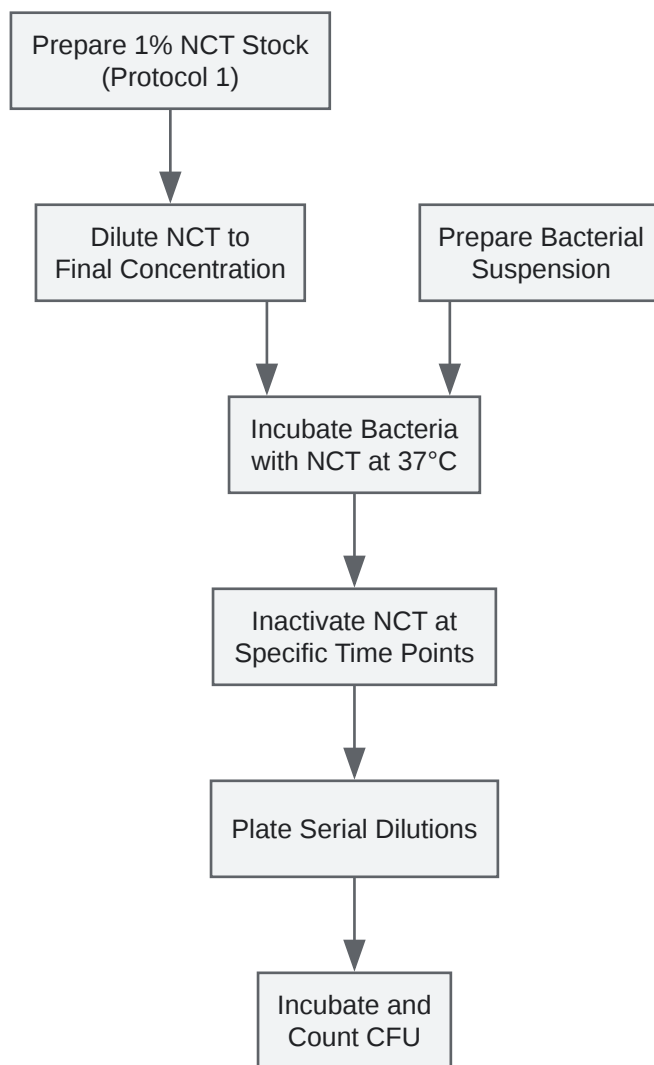 Prepare 1% NCT Stock
(Protocol 1)
Dilute NCT to
Final Concentration
Prepare Bacterial
Suspension
Incubate Bacteria
with NCT at 37°C
Inactivate NCT at
Specific Time Points
Plate Serial Dilutions
Incubate and
Count CFU